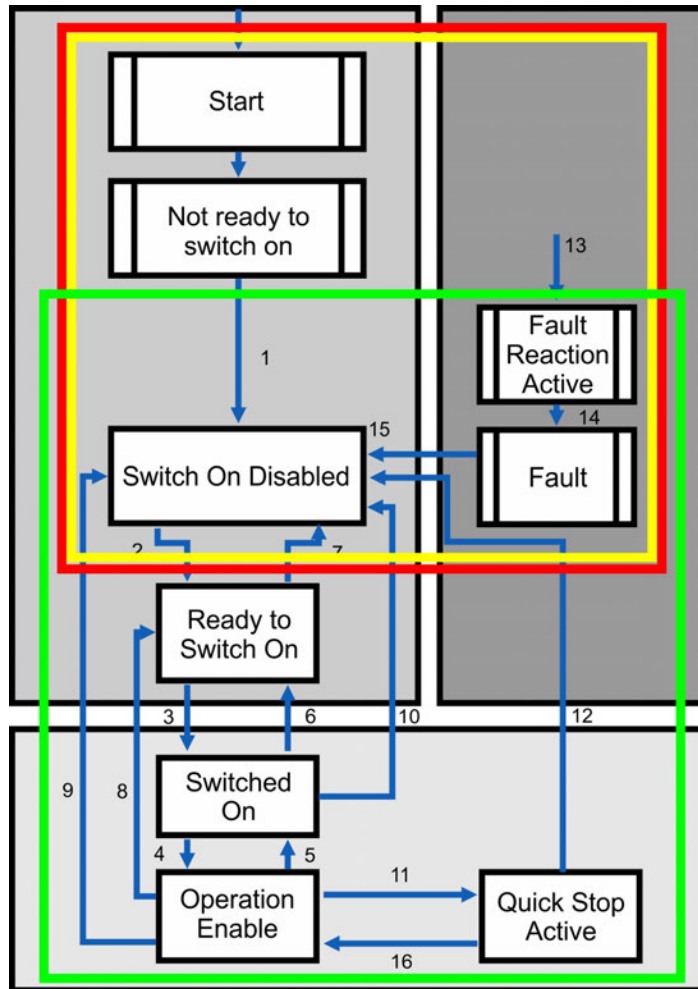 Start
Not ready to
switch on
13
Fault
Reaction
Active
1
14
15
Switch On Disabled
Fault
2
7
Ready to
Switch On
3
6
10
12
Switched
On
9
8
4
5
11
Operation
Enable
Quick Stop
Active
16